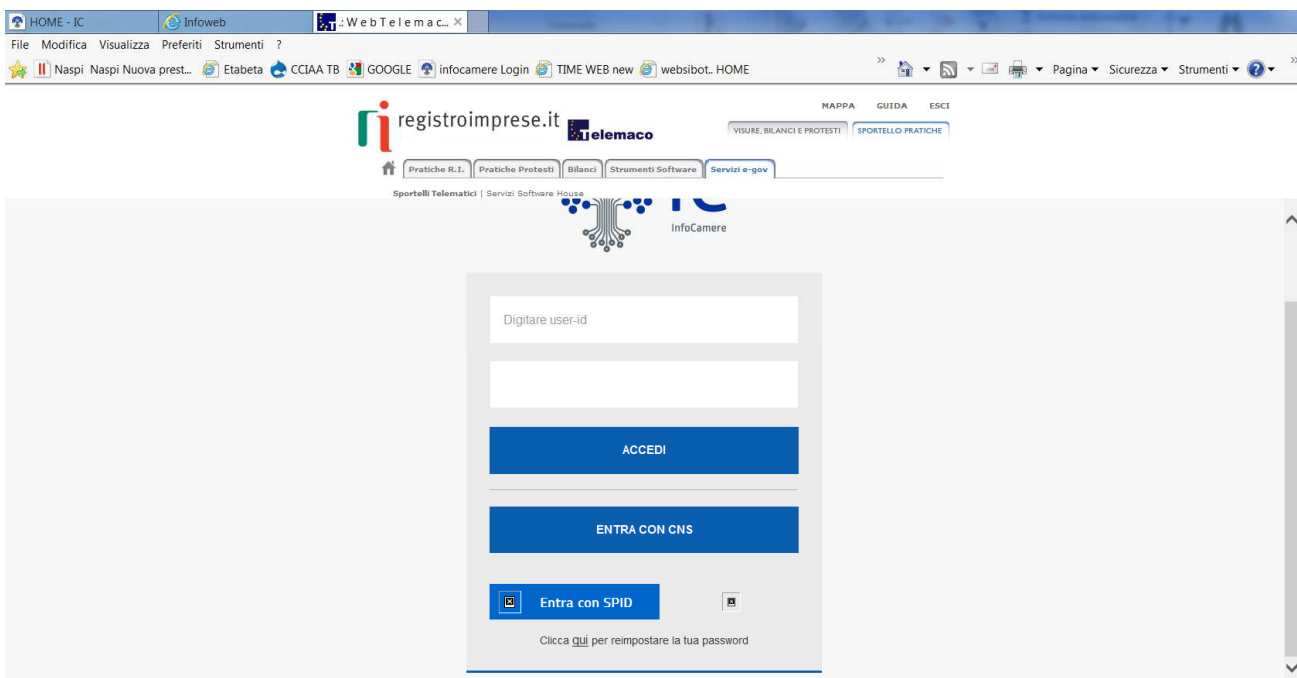 HOME - IC Infoweb .: W e b T e l e m a c...
File Modifica Visualizza Preferiti Strumenti ?
Naspi Naspi Nuova prest... Etabeta CCIAA TB GOOGLE infocamere Login TIME WEB new websibot.. HOME Pagina Sicurezza Strumenti
MAPPA GUIDA ESCI
registroimprese.it Telemaco VISURE, BILANCI E PROTESTI SPORTELLO PRATICHE
Pratiche R.I. Pratiche Protesti Bilanci Strumenti Software Servizi e-gov
Sportelli Telematici | Servizi Software House
InfoCamere
Digitare user-id
ACCEDI
ENTRA CON CNS
Entra con SPID
Clicca qui per reimpostare la tua password